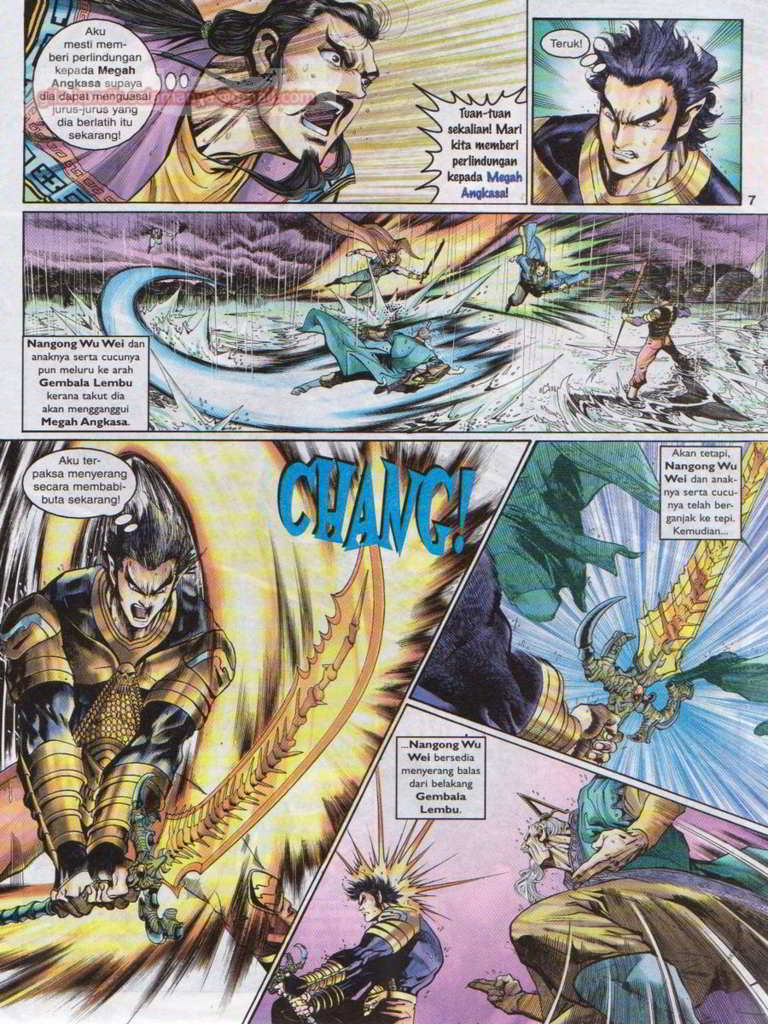 Aku
mesti mem-
beri perlindungan
kepada Megah
Angkasa supaya
dia dapat menguasai
jurus-jurus yang
dia berlatih itu
sekarang!
Tuan-tuan
sekalian! Mari
kita memberi
perlindungan
kepada Megah
Angkasa!
Teruk!
7
Nangong Wu Wei dan
anaknya serta cucunya
pun meluru ke arah
Gembala Lembu
kerana takut dia
akan mengganggui
Megah Angkasa.
Aku ter-
paksa menyerang
secara membabi-
buta sekarang!
CHANG!
Akan tetapi,
Nangong Wu
Wei dan anak-
nya serta cucu-
nya telah ber-
ganjak ke tepi.
Kemudian...
...Nangong Wu
Wei bersedia
menyerang balas
dari belakang
Gembala
Lembu.